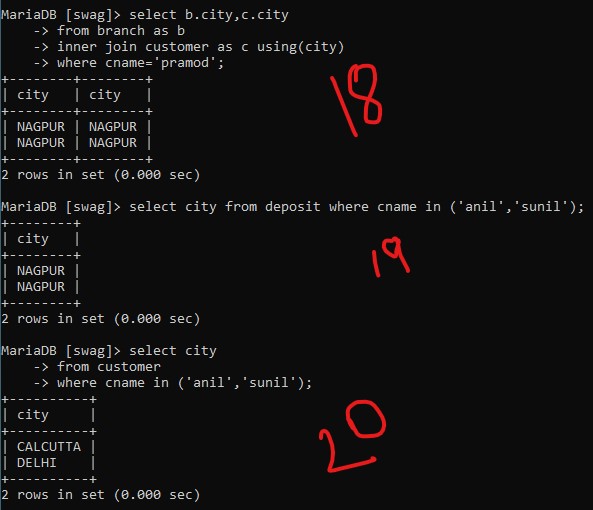 MariaDB [swag]> select b.city,c.city
    -> from branch as b
    -> inner join customer as c using(city)
    -> where cname='pramod';
+--------+--------+
| city   | city   |
+--------+--------+
| NAGPUR | NAGPUR |
| NAGPUR | NAGPUR |
+--------+--------+
2 rows in set (0.000 sec)
18
MariaDB [swag]> select city from deposit where cname in ('anil','sunil');
+--------+
| city   |
+--------+
| NAGPUR |
| NAGPUR |
+--------+
2 rows in set (0.000 sec)
19
MariaDB [swag]> select city
    -> from customer
    -> where cname in ('anil','sunil');
+----------+
| city     |
+----------+
| CALCUTTA |
| DELHI    |
+----------+
2 rows in set (0.000 sec)
20